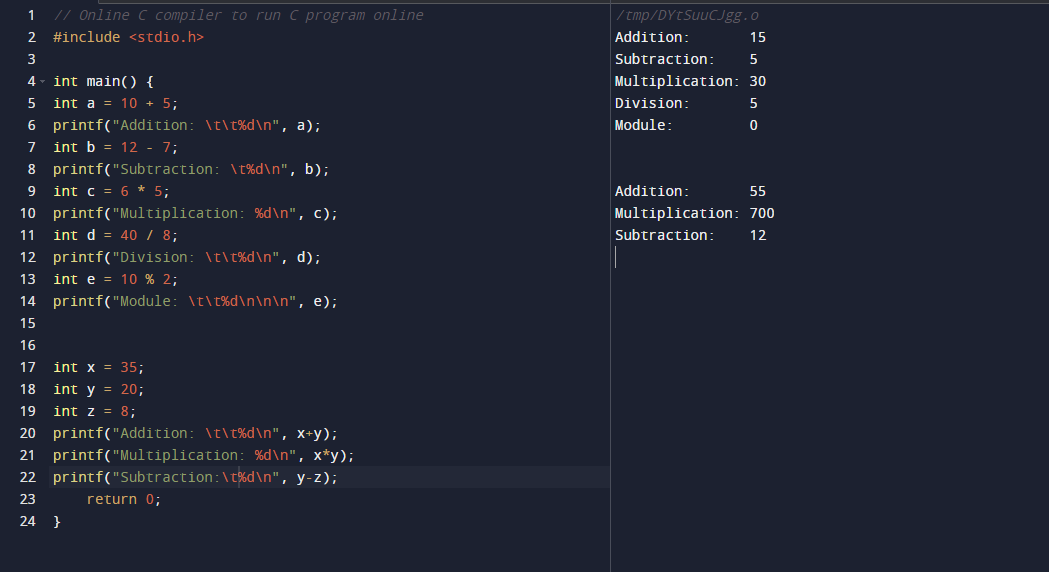 1 // Online C compiler to run C program online
2 #include <stdio.h>
3
4 int main() {
5 int a = 10 + 5;
6 printf("Addition: \t\t%d\n", a);
7 int b = 12 - 7;
8 printf("Subtraction: \t%d\n", b);
9 int c = 6 * 5;
10 printf("Multiplication: %d\n", c);
11 int d = 40 / 8;
12 printf("Division: \t\t%d\n", d);
13 int e = 10 % 2;
14 printf("Module: \t\t%d\n\n\n", e);
15
16
17 int x = 35;
18 int y = 20;
19 int z = 8;
20 printf("Addition: \t\t%d\n", x+y);
21 printf("Multiplication: %d\n", x*y);
22 printf("Subtraction:\t%d\n", y-z);
23 return 0;
24 }
/tmp/DYtSuuCJgg.o
Addition: 15
Subtraction: 5
Multiplication: 30
Division: 5
Module: 0
Addition: 55
Multiplication: 700
Subtraction: 12